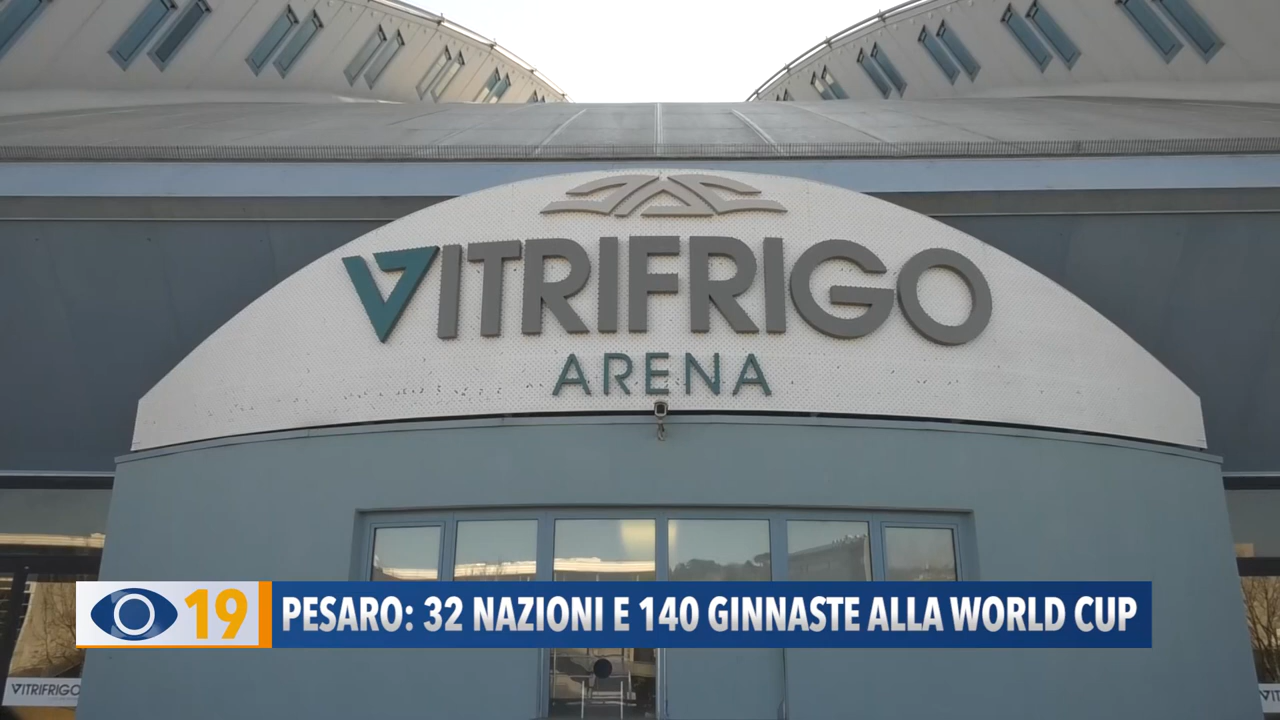 VITRIFRIGO
ARENA
19
PESARO: 32 NAZIONI E 140 GINNASTE ALLA WORLD CUP
VITRIFRIGO